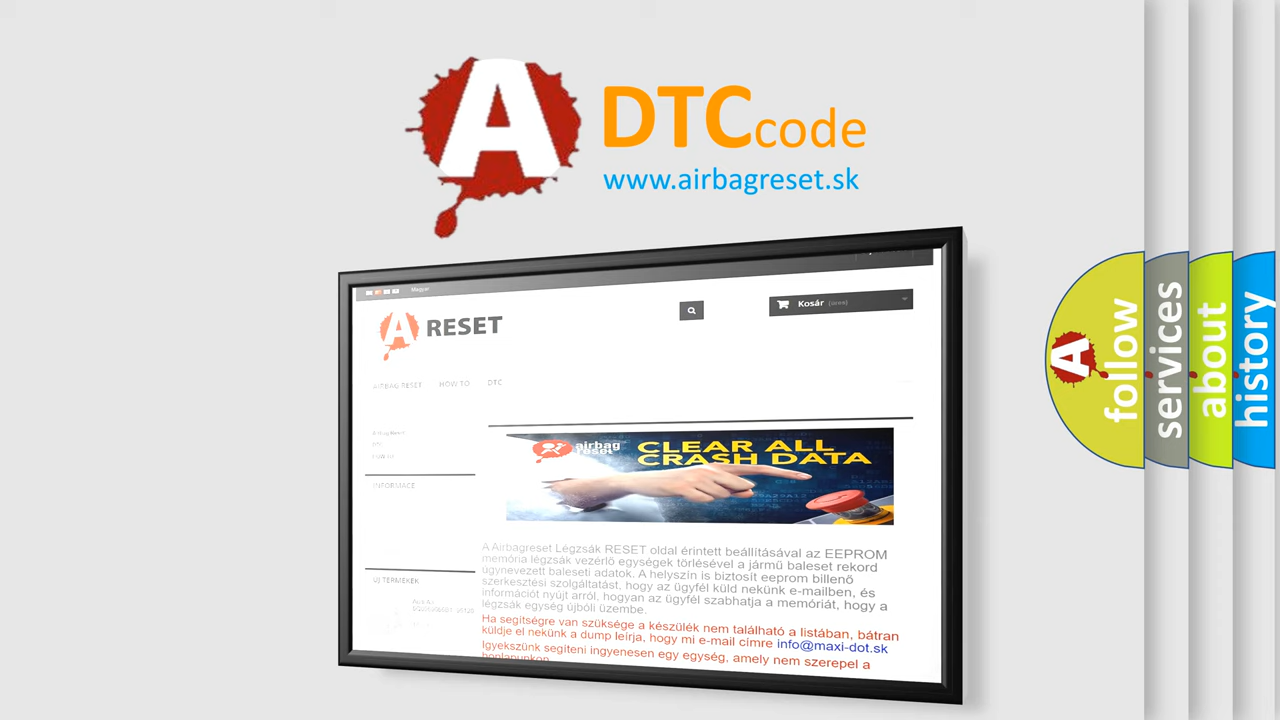 A DTCcode
www.airbagreset.sk
Magyar
A RESET
Kosár (üres)
AIRBAG RESET HOW TO DTC
DTC
INFORMACE
airbag
reset
CLEAR ALL
CRASH DATA
A Airbagreset Légzsák RESET oldal érintett beállításával az EEPROM
memória légzsák vezérlő egységek törlésével a jármű baleset rekord
úgynevezett baleseti adatok. A helyszín is biztosít eeprom billenő
szerkesztési szolgáltatást, hogy az ügyfél küld nekünk e-mailben, és
információt nyújt arról, hogyan az ügyfél szabhatja a memóriát, hogy a
légzsák egység újbóli üzembe.
Ha segítségre van szüksége a készülék nem található a listában, bátran
küldje el nekünk a dump leírja, hogy mi e-mail címre info@maxi-dot.sk
Igyekszünk segíteni ingyenesen egy egység, amely nem szerepel a
honlapunkon
ÚJ TERMÉKEK
A follow
services
about
history